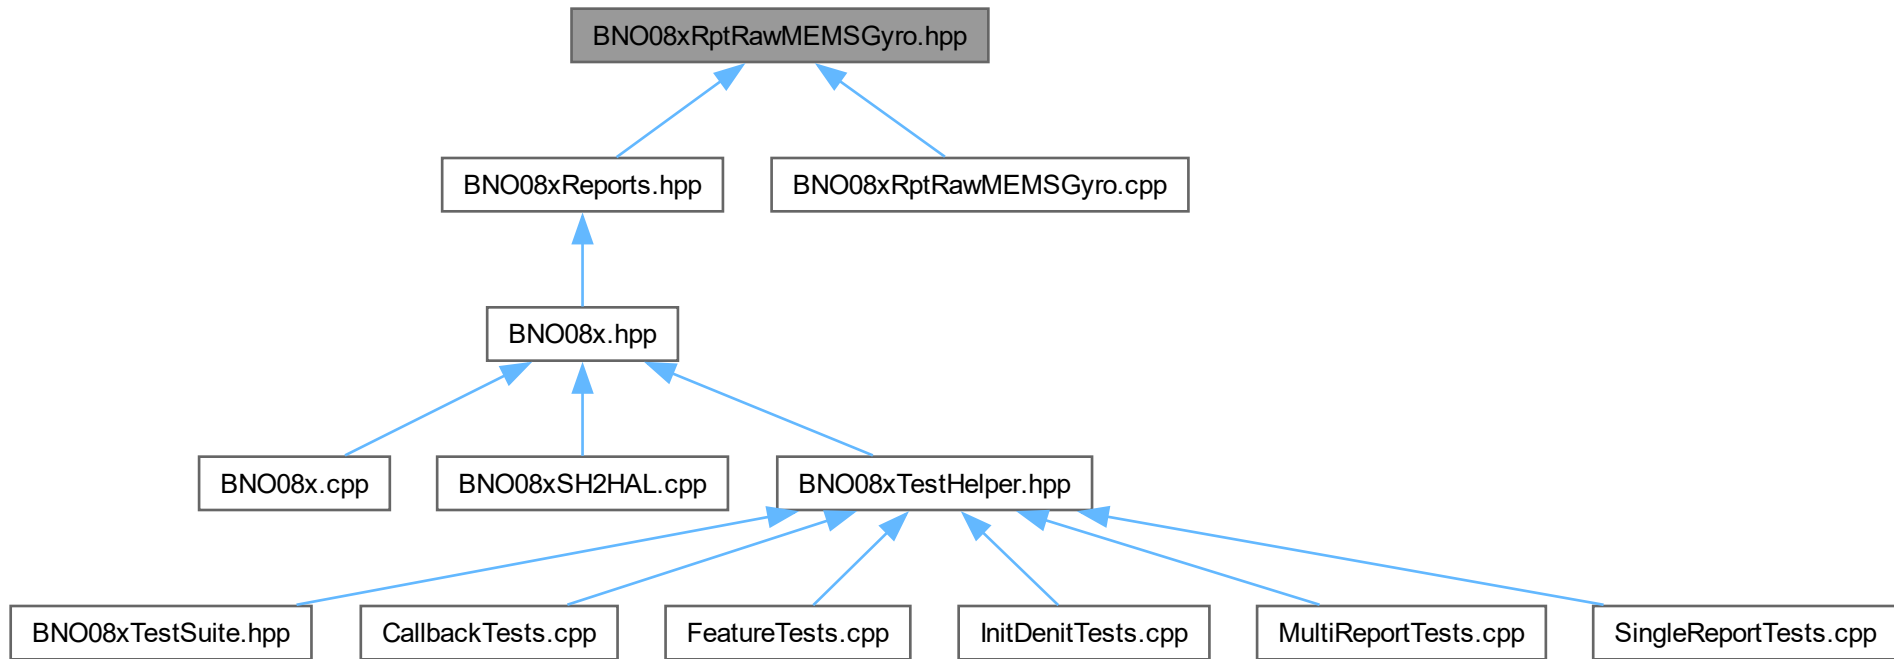 BNO08xRptRawMEMSGyro.hpp
BNO08xReports.hpp
BNO08xRptRawMEMSGyro.cpp
BNO08x.hpp
BNO08x.cpp
BNO08xSH2HAL.cpp
BNO08xTestHelper.hpp
BNO08xTestSuite.hpp
CallbackTests.cpp
FeatureTests.cpp
InitDenitTests.cpp
MultiReportTests.cpp
SingleReportTests.cpp